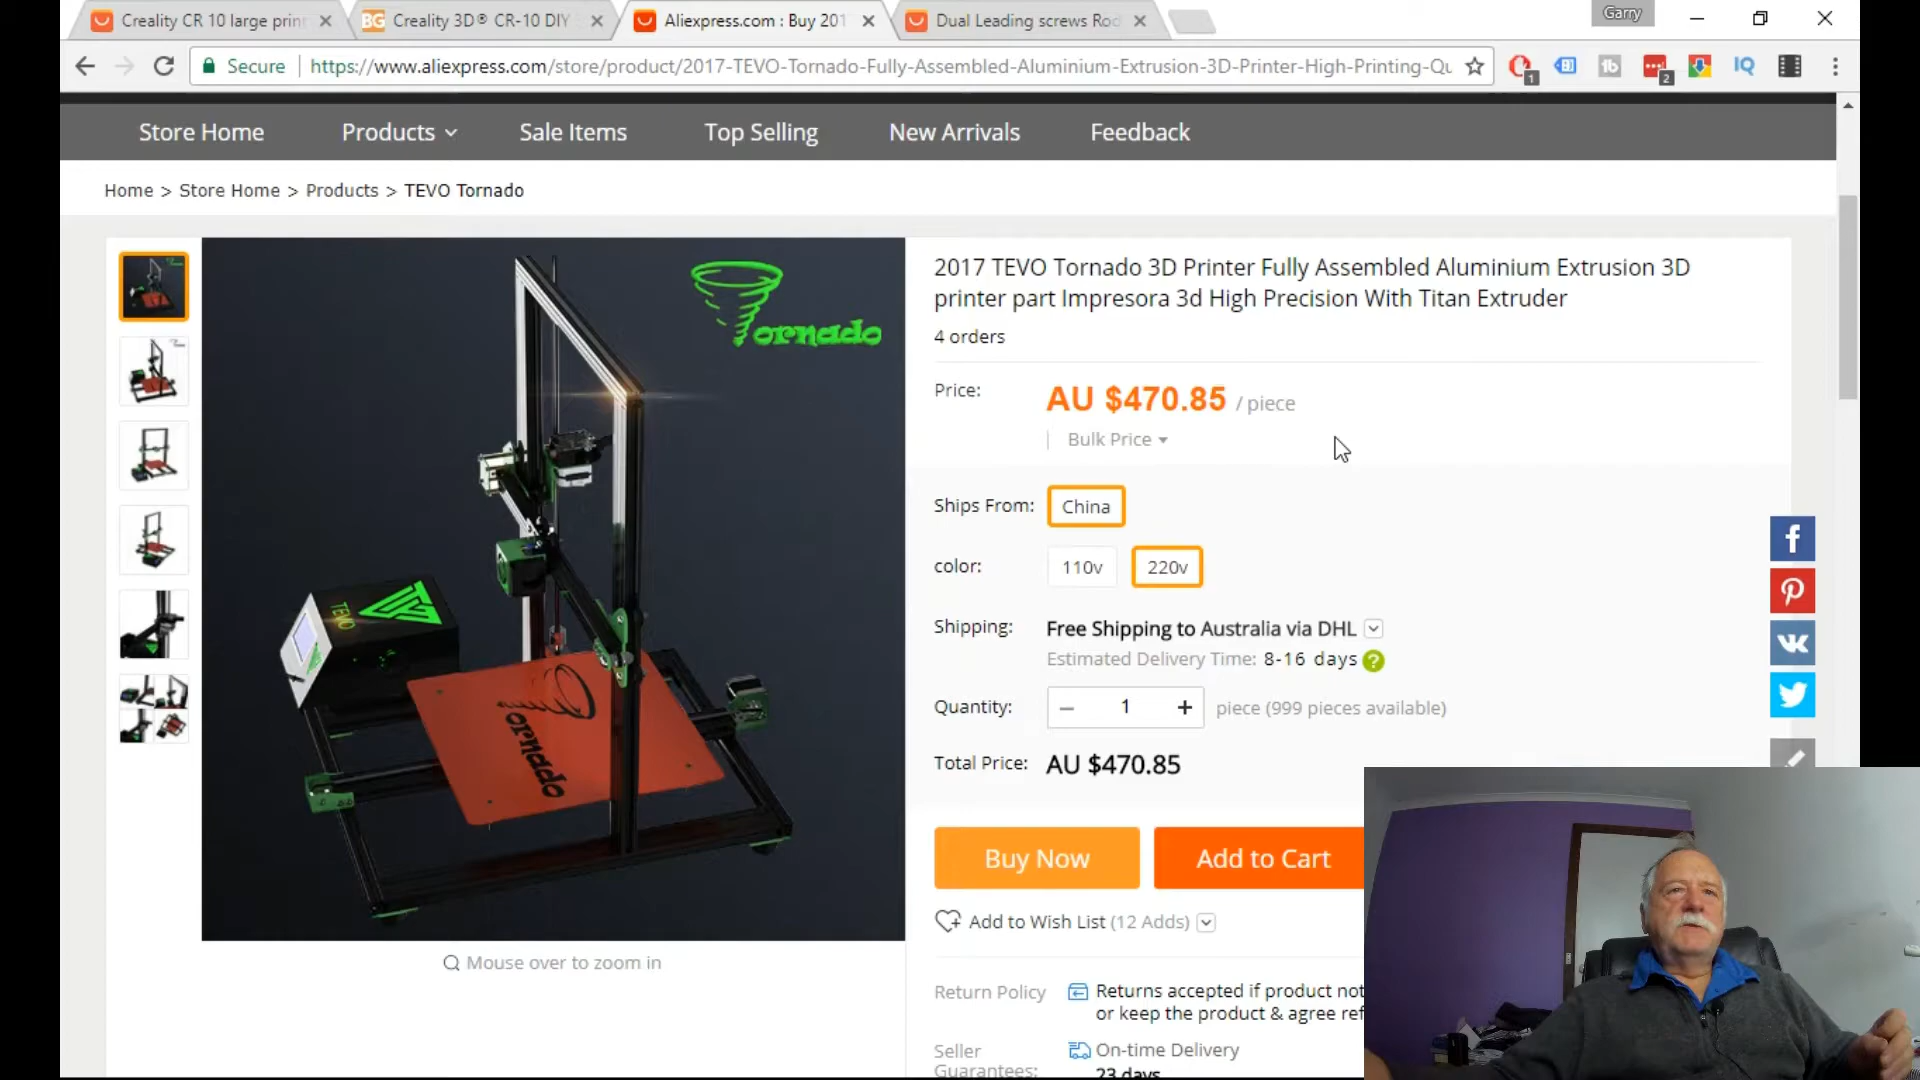 Creality CR 10 large prin
Creality 3D® CR-10 DIY
Aliexpress.com : Buy 201
Dual Leading screws Rod
Garry
Secure
https://www.aliexpress.com/store/product/2017-TEVO-Tornado-Fully-Assembled-Aluminium-Extrusion-3D-Printer-High-Printing-Qu
Store Home
Products
Sale Items
Top Selling
New Arrivals
Feedback
Home > Store Home > Products > TEVO Tornado
Tornado
TEVO
Tornado
2017 TEVO Tornado 3D Printer Fully Assembled Aluminium Extrusion 3D
printer part Impresora 3d High Precision With Titan Extruder
4 orders
Price: AU $470.85 / piece
Bulk Price
Ships From: China
color: 110v 220v
Shipping: Free Shipping to Australia via DHL
Estimated Delivery Time: 8-16 days ?
Quantity: − 1 + piece (999 pieces available)
Total Price: AU $470.85
Buy Now
Add to Cart
Add to Wish List (12 Adds)
Mouse over to zoom in
Return Policy Returns accepted if product not
or keep the product & agree ref
Seller On-time Delivery
Guarantees: 23 days